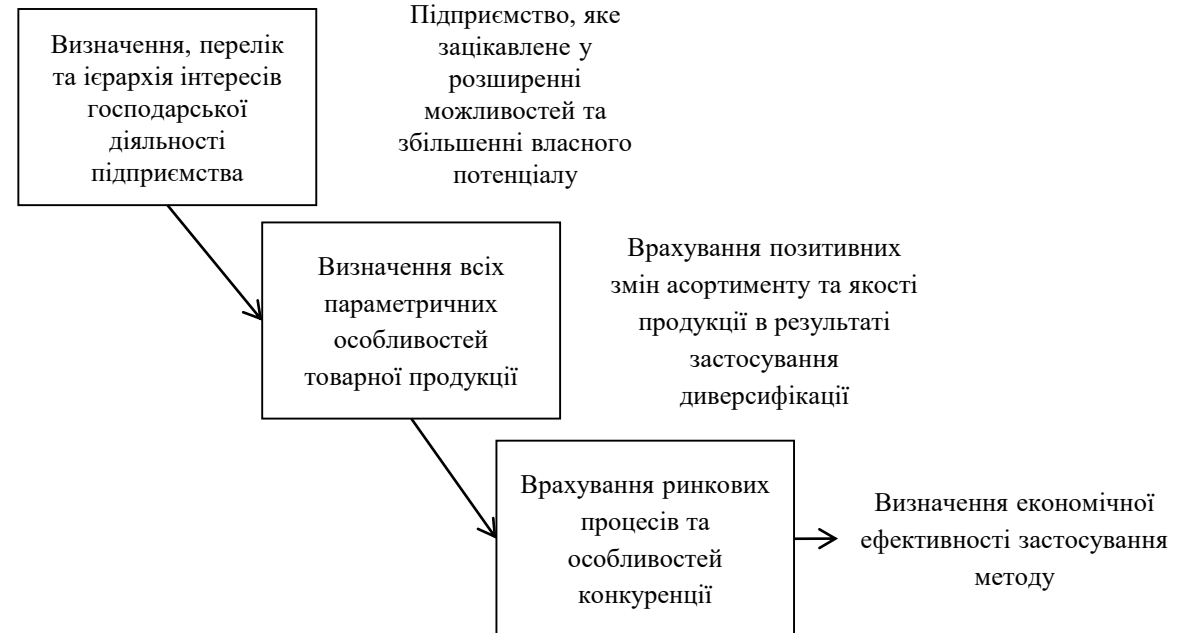 Визначення, перелік
та ієрархія інтересів
господарської
діяльності
підприємства
Підприємство, яке
зацікавлене у
розширенні
можливостей та
збільшенні власного
потенціалу
Визначення всіх
параметричних
особливостей
товарної продукції
Врахування позитивних
змін асортименту та якості
продукції в результаті
застосування
диверсифікації
Врахування ринкових
процесів та
особливостей
конкуренції
Визначення економічної
ефективності застосування
методу